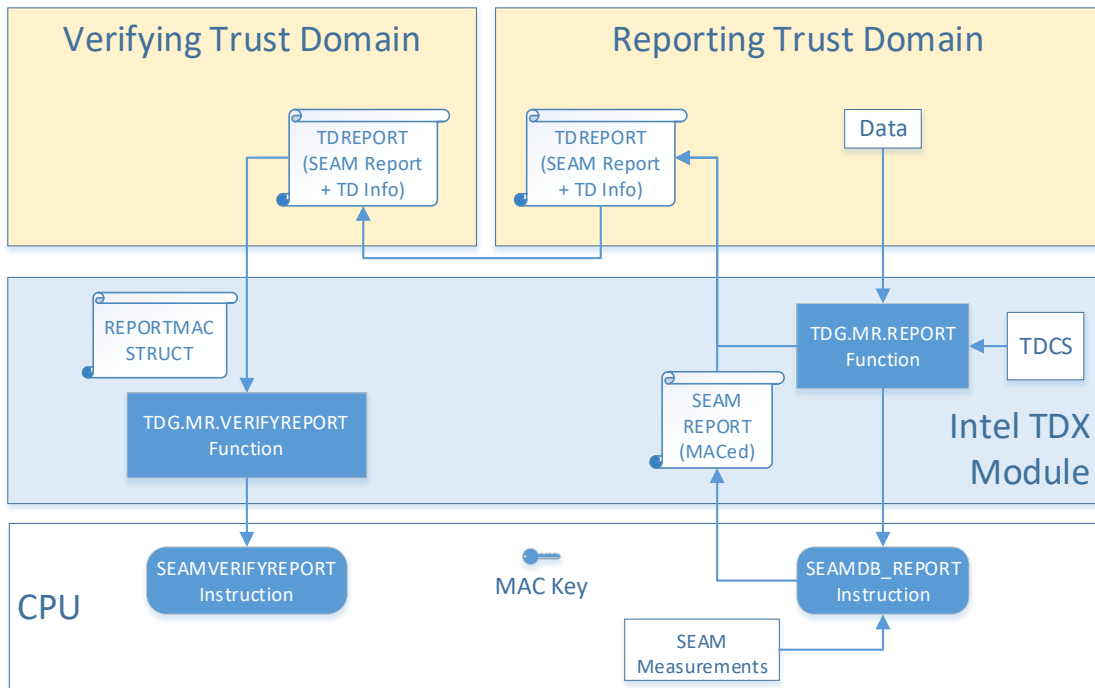 Verifying Trust Domain
Reporting Trust Domain
TDREPORT
(SEAM Report
+ TD Info)
TDREPORT
(SEAM Report
+ TD Info)
Data
REPORTMAC
STRUCT
TDG.MR.REPORT
Function
TDCS
TDG.MR.VERIFYREPORT
Function
SEAM
REPORT
(MACed)
Intel TDX
Module
SEAMVERIFYREPORT
Instruction
MAC Key
SEAMDB_REPORT
Instruction
CPU
SEAM
Measurements